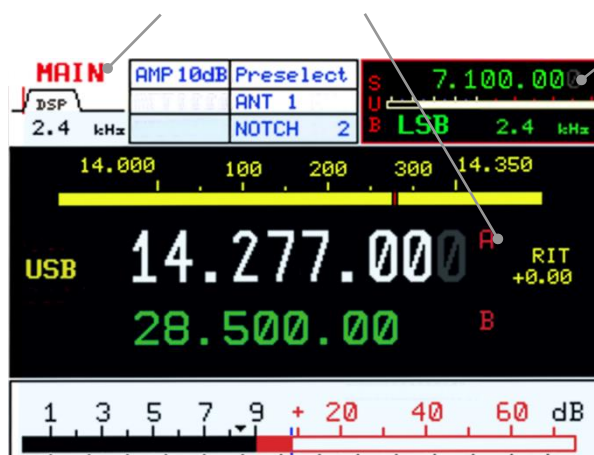 MAIN
DSP
2.4 kHz
AMP 10dB Preselect
ANT 1
NOTCH 2
SUB
7.100.000
LSB 2.4 kHz
14.000 100 200 300 14.350
USB 14.277.000 A RIT +0.00
28.500.00 B
1 3 5 7 9 + 20 40 60 dB